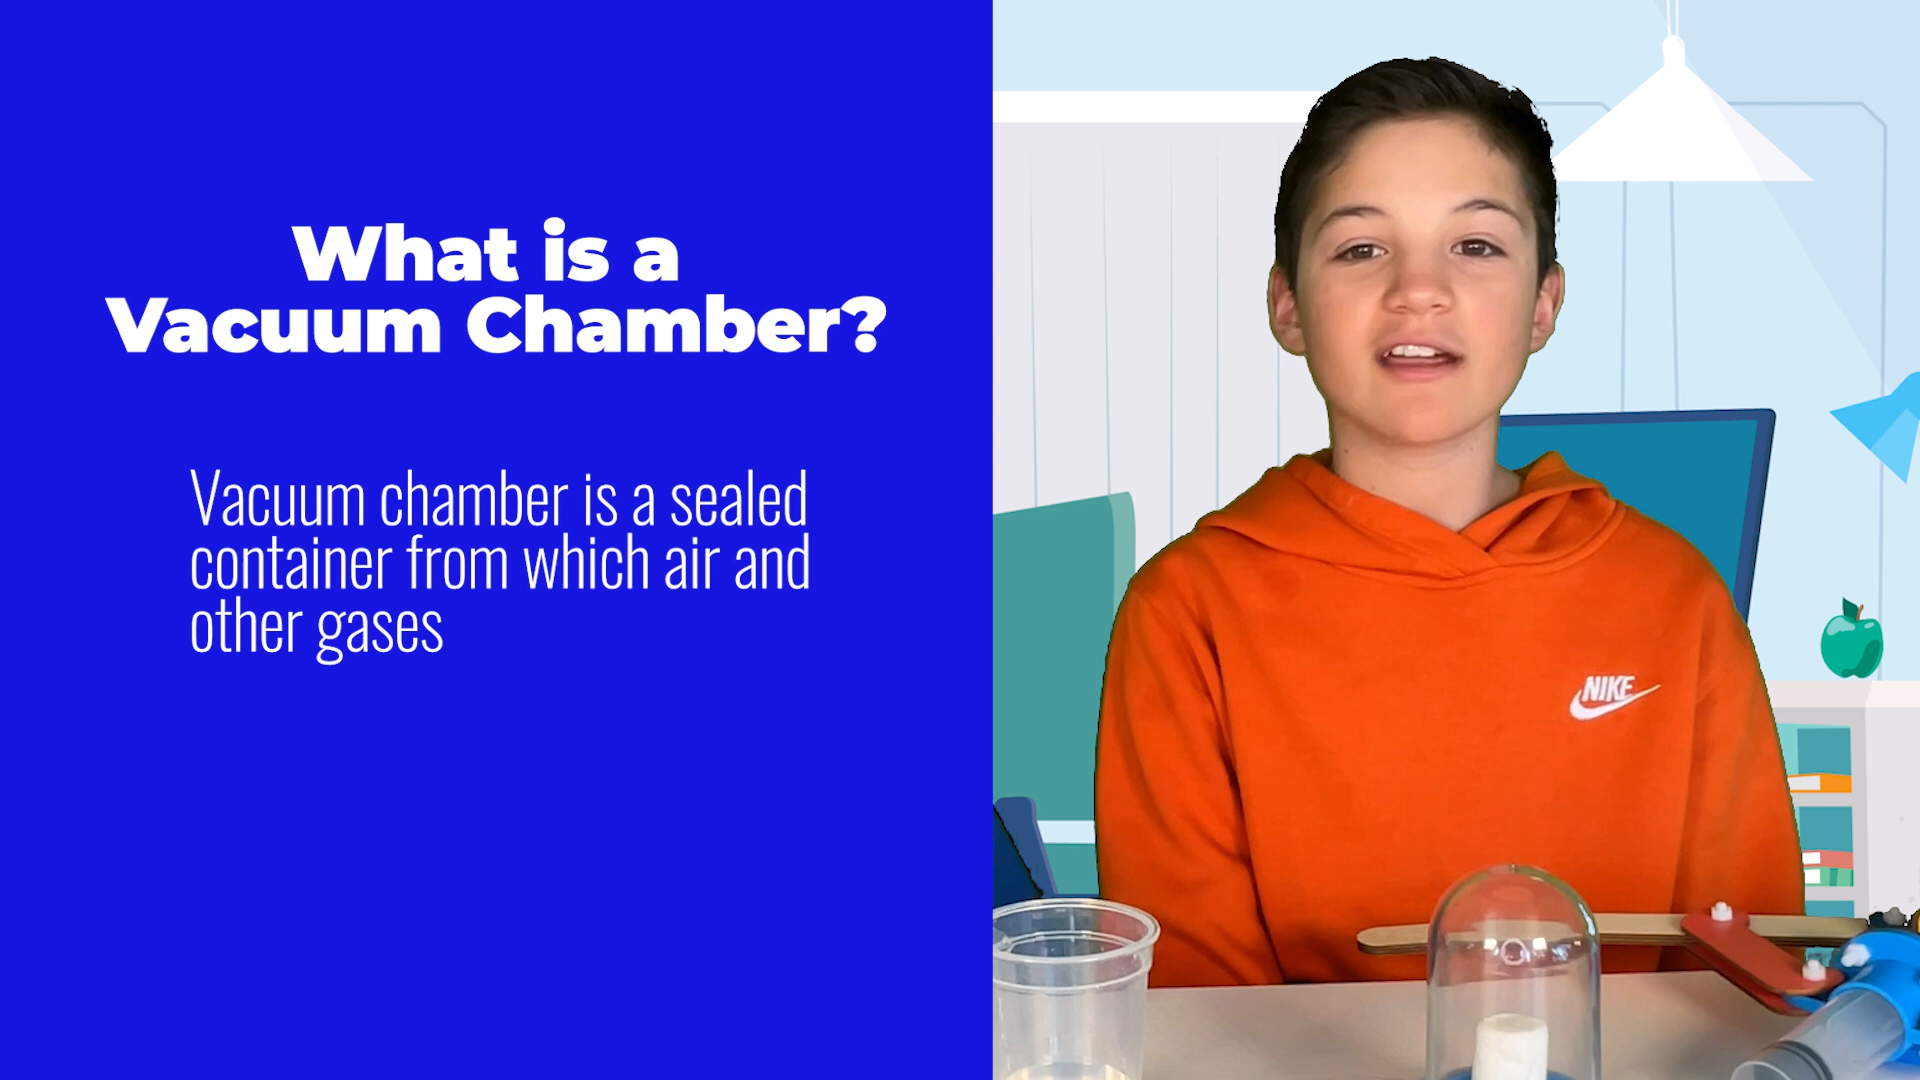 What is a
Vacuum Chamber?
Vacuum chamber is a sealed
container from which air and
other gases
NIKE